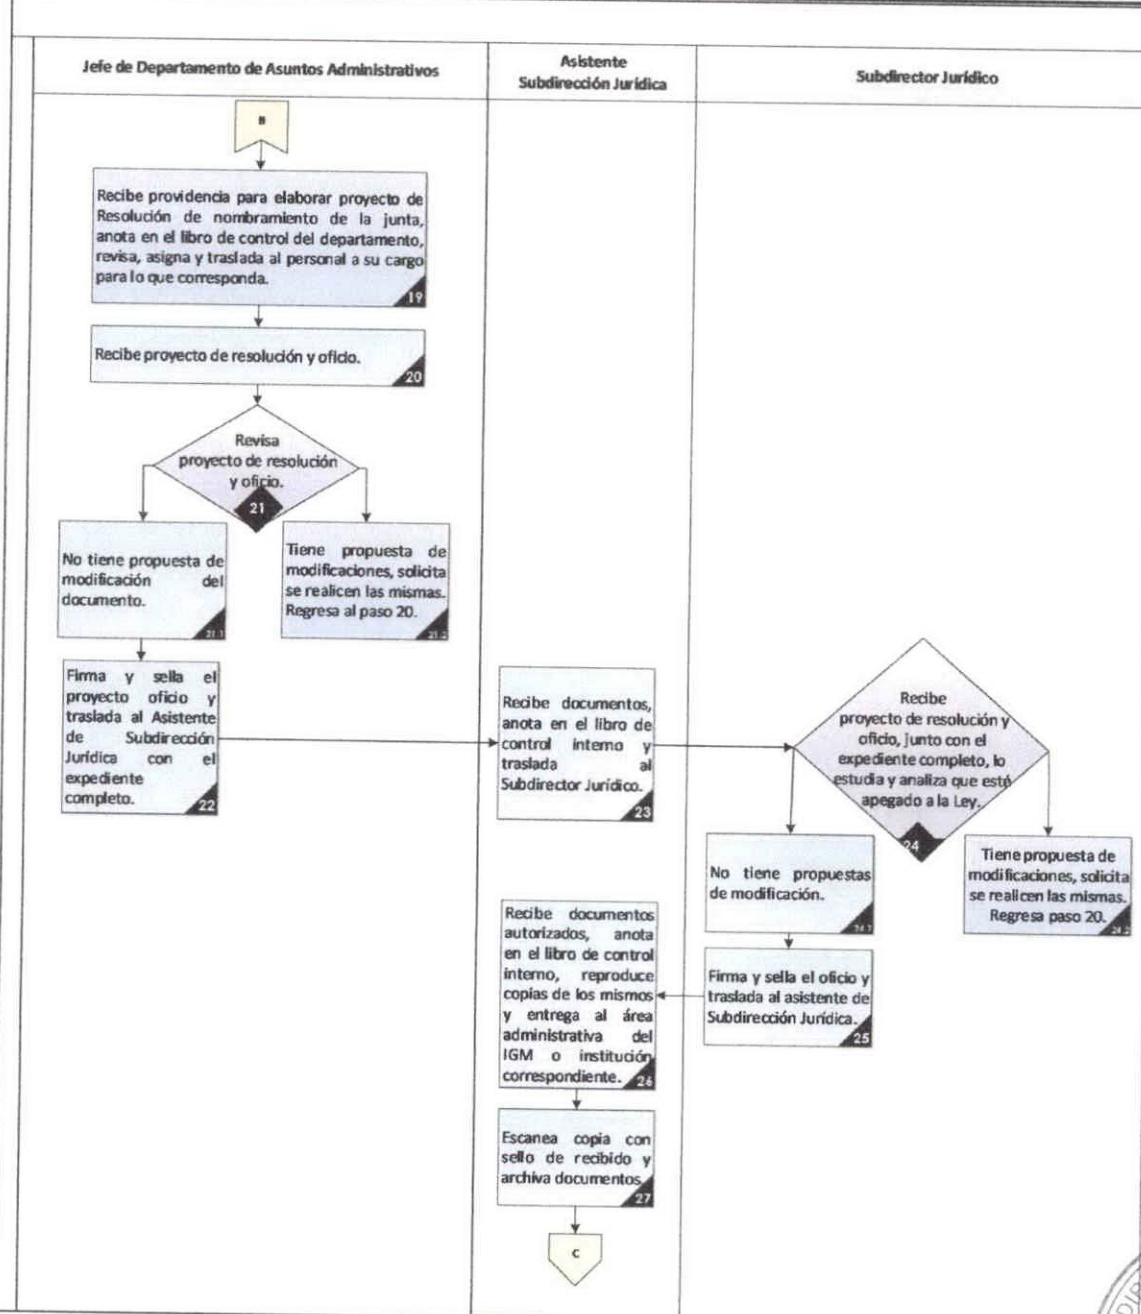 Jefe de Departamento de Asuntos Administrativos
Asistente
Subdirección Jurídica
Subdirector Jurídico
B
Recibe providencia para elaborar proyecto de
Resolución de nombramiento de la junta,
anota en el libro de control del departamento,
revisa, asigna y traslada al personal a su cargo
para lo que corresponda.
19
Recibe proyecto de resolución y oficio.
20
Revisa
proyecto de resolución
y oficio.
21
No tiene propuesta de
modificación del
documento.
21.1
Tiene propuesta de
modificaciones, solicita
se realicen las mismas.
Regresa al paso 20.
21.2
Firma y sella el
proyecto oficio y
traslada al Asistente
de Subdirección
Jurídica con el
expediente
completo.
22
Recibe documentos,
anota en el libro de
control interno y
traslada al
Subdirector Jurídico.
23
Recibe
proyecto de resolución y
oficio, junto con el
expediente completo, lo
estudia y analiza que esté
apegado a la Ley.
24
No tiene propuestas
de modificación.
24.1
Tiene propuesta de
modificaciones, solicita
se realicen las mismas.
Regresa paso 20.
24.2
Firma y sella el oficio y
traslada al asistente de
Subdirección Jurídica.
25
Recibe documentos
autorizados, anota
en el libro de control
interno, reproduce
copias de los mismos
y entrega al área
administrativa del
IGM o institución
correspondiente.
26
Escanea copia con
sello de recibido y
archiva documentos.
27
C